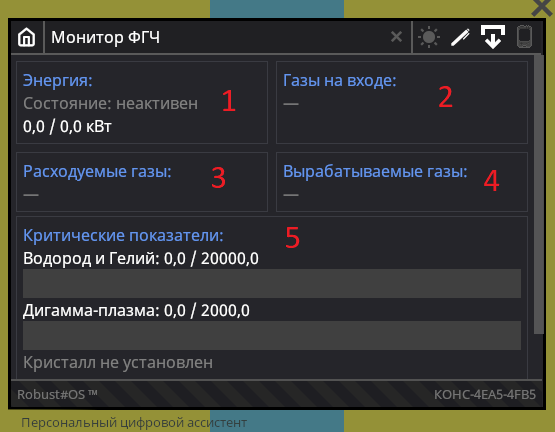 Монитор ФГЧ
Энергия:
Состояние: неактивен
0,0 / 0,0 кВт
1
Газы на входе:
—
2
Расходуемые газы:
—
3
Вырабатываемые газы:
—
4
Критические показатели:
5
Водород и Гелий: 0,0 / 20000,0
Дигамма-плазма: 0,0 / 2000,0
Кристалл не установлен
Robust#OS ™
КОНС-4EA5-4FB5
Персональный цифровой ассистент